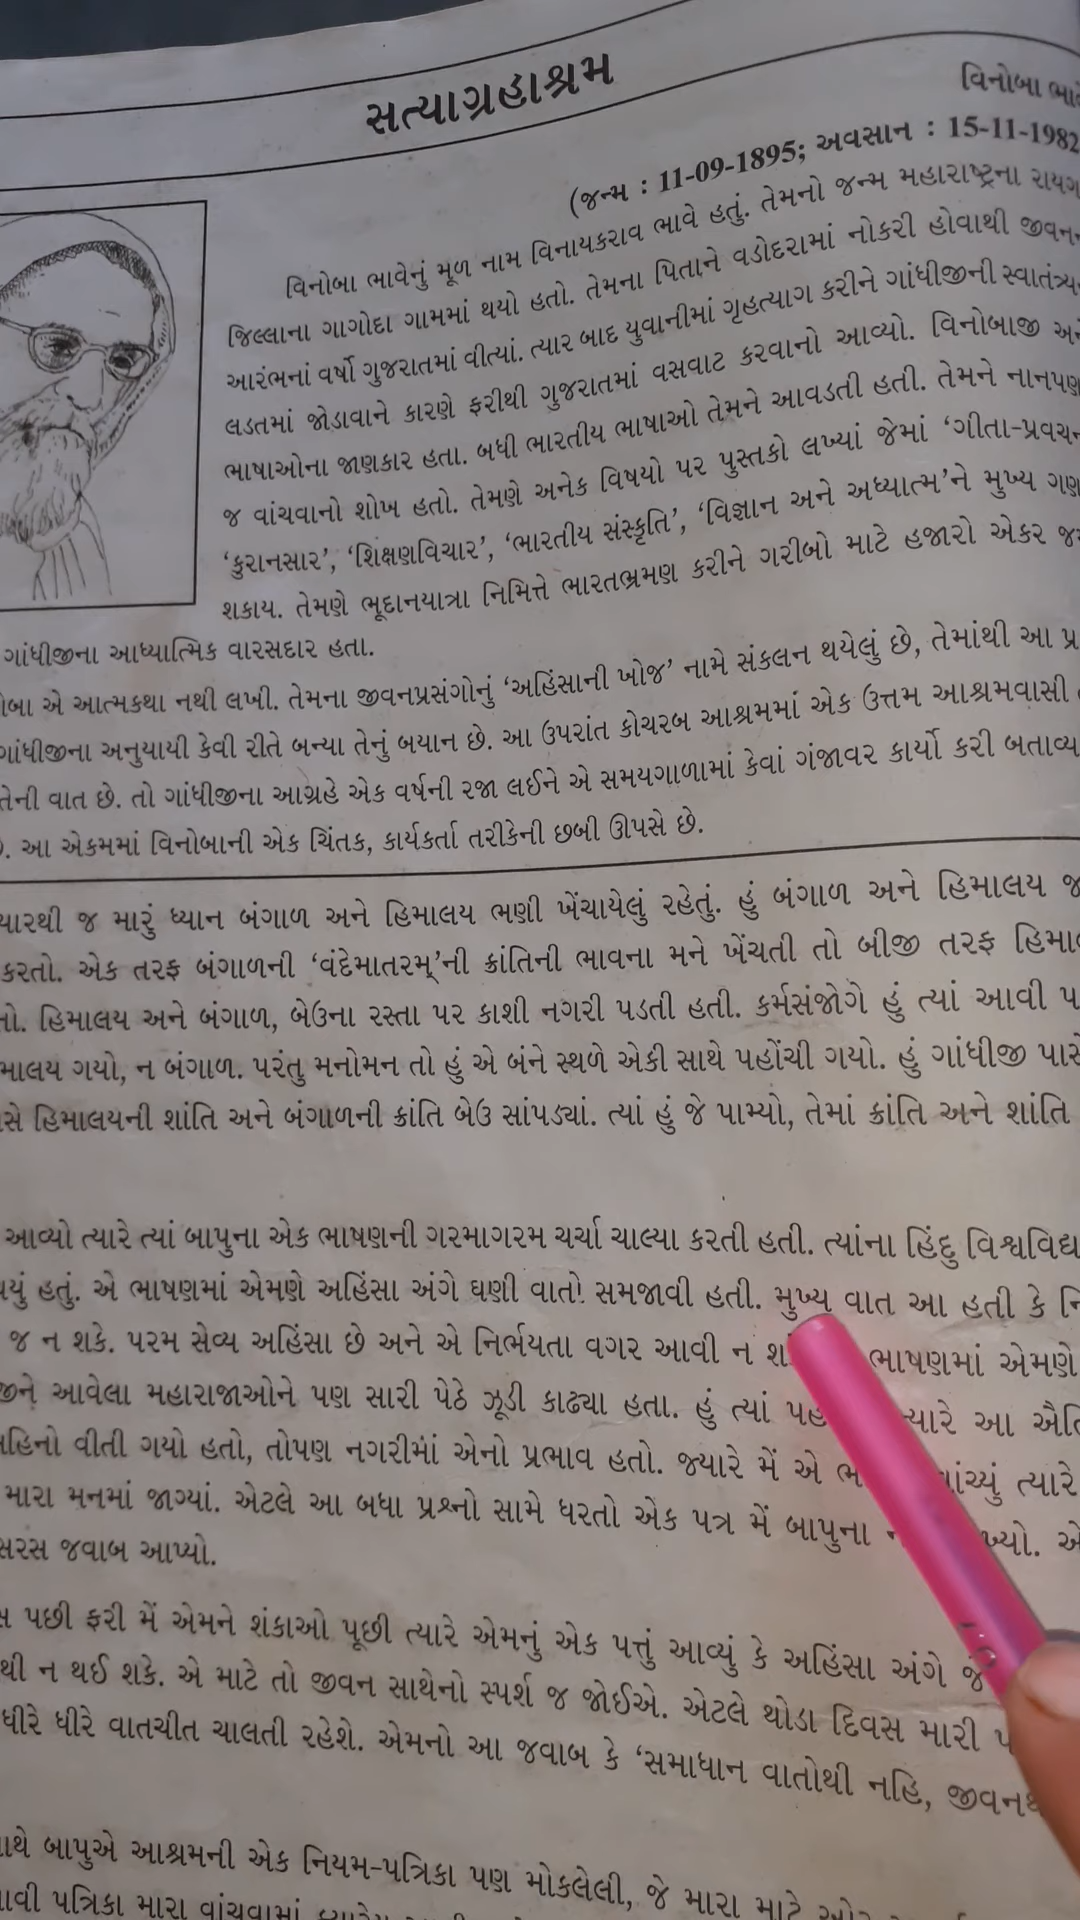 સત્યાગ્રહાશ્રમ
વિનોબા
(જન્મ : 11-09-1895; અવસાન : 15-11-1982
વિનોબા ભાવેનું મૂળ નામ વિનાયકરાવ ભાવે હતું. તેમનો જન્મ મહારાષ્ટ્રના
જિલ્લાના ગાગોદા ગામમાં થયો હતો. તેમના પિતાને વડોદરામાં નોકરી હોવાથી
આરંભનાં વર્ષો ગુજરાતમાં વીત્યાં. ત્યાર બાદ યુવાનીમાં ગૃહત્યાગ કરીને ગાંધીજીની
લડતમાં જોડાવાને કારણે ફરીથી ગુજરાતમાં વસવાટ કરવાનો આવ્યો. વિનોબાજી
ભાષાઓના જાણકાર હતા. બધી ભારતીય ભાષાઓ તેમને આવડતી હતી. તેમને
જ વાંચવાનો શોખ હતો. તેમણે અનેક વિષયો પર પુસ્તકો લખ્યાં જેમાં
‘કુરાનસાર’, ‘શિક્ષણવિચાર’, ‘ભારતીય સંસ્કૃતિ’, ‘વિજ્ઞાન અને અધ્યાત્મ’ને મુખ્ય
શકાય. તેમણે ભૂદાનયાત્રા નિમિત્તે ભારતભ્રમણ કરીને ગરીબો માટે હજારો એકર
ગાંધીજીના આધ્યાત્મિક વારસદાર હતા.
એ આત્મકથા નથી લખી. તેમના જીવનપ્રસંગોનું ‘અહિંસાની ખોજ’ નામે સંકલન થયેલું છે, તેમાંથી આ
ગાંધીજીના અનુયાયી કેવી રીતે બન્યા તેનું બયાન છે. આ ઉપરાંત કોચરબ આશ્રમમાં એક ઉત્તમ આશ્રમવાસી
તેની વાત છે. તો ગાંધીજીના આગ્રહે એક વર્ષની રજા લઈને એ સમયગાળામાં કેવાં ગંજાવર કાર્યો કરી
આ એકમમાં વિનોબાની એક ચિંતક, કાર્યકર્તા તરીકેની છબી ઊપસે છે.
જ મારું ધ્યાન બંગાળ અને હિમાલય ભણી ખેંચાયેલું રહેતું. હું બંગાળ અને હિમાલય
કરતો. એક તરફ બંગાળની ‘વંદેમાતરમ્’ની ક્રાંતિની ભાવના મને ખેંચતી તો બીજી તરફ
હિમાલય અને બંગાળ, બેઉના રસ્તા પર કાશી નગરી પડતી હતી. કર્મસંજોગે હું ત્યાં આવી
ગયો, ન બંગાળ. પરંતુ મનોમન તો હું એ બંને સ્થળે એકી સાથે પહોંચી ગયો. હું ગાંધીજી
હિમાલયની શાંતિ અને બંગાળની ક્રાંતિ બેઉ સાંપડ્યાં. ત્યાં હું જે પામ્યો, તેમાં ક્રાંતિ અને શાંતિ
આવ્યો ત્યારે ત્યાં બાપુના એક ભાષણની ગરમાગરમ ચર્ચા ચાલ્યા કરતી હતી. ત્યાંના હિંદુ
હતું. એ ભાષણમાં એમણે અહિંસા અંગે ઘણી વાતો સમજાવી હતી. મુખ્ય વાત આ હતી કે
જ ન શકે. પરમ સેવ્ય અહિંસા છે અને એ નિર્ભયતા વગર આવી ન ભાષણમાં એમણે
આવેલા મહારાજાઓને પણ સારી પેઠે ઝૂડી કાઢ્યા હતા. હું ત્યાં આ
વીતી ગયો હતો, તોપણ નગરીમાં એનો પ્રભાવ હતો. જ્યારે મેં એ ત્યારે
મારા મનમાં જાગ્યાં. એટલે આ બધા પ્રશ્નો સામે ધરતો એક પત્ર મેં બાપુના
સરસ જવાબ આપ્યો.
પછી ફરી મેં એમને શંકાઓ પૂછી ત્યારે એમનું એક પત્તું આવ્યું કે અહિંસા અંગે
ન થઈ શકે. એ માટે તો જીવન સાથેનો સ્પર્શ જ જોઈએ. એટલે થોડા દિવસ મારી
ધીરે ધીરે વાતચીત ચાલતી રહેશે. એમનો આ જવાબ કે ‘સમાધાન વાતોથી નહિ,
બાપુએ આશ્રમની એક નિયમ-પત્રિકા પણ મોકલેલી, જે મારા માટે
પત્રિકા મારા વાંચવામાં